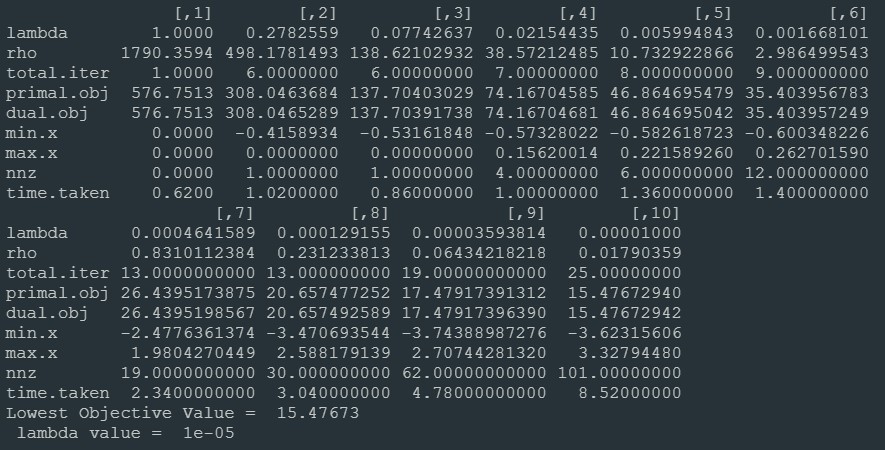 [,1] [,2] [,3] [,4] [,5] [,6]
lambda 1.0000 0.2782559 0.07742637 0.02154435 0.005994843 0.001668101
rho 1790.3594 498.1781493 138.62102932 38.57212485 10.732922866 2.986499543
total.iter 1.0000 6.0000000 6.00000000 7.00000000 8.000000000 9.000000000
primal.obj 576.7513 308.0463684 137.70403029 74.16704585 46.864695479 35.403956783
dual.obj 576.7513 308.0465289 137.70391738 74.16704681 46.864695042 35.403957249
min.x 0.0000 -0.4158934 -0.53161848 -0.57328022 -0.582618723 -0.600348226
max.x 0.0000 0.0000000 0.00000000 0.15620014 0.221589260 0.262701590
nnz 0.0000 1.0000000 1.00000000 4.00000000 6.000000000 12.000000000
time.taken 0.6200 1.0200000 0.86000000 1.00000000 1.360000000 1.400000000
[,7] [,8] [,9] [,10]
lambda 0.0004641589 0.000129155 0.00003593814 0.00001000
rho 0.8310112384 0.231233813 0.06434218218 0.01790359
total.iter 13.0000000000 13.000000000 19.00000000000 25.00000000
primal.obj 26.4395173875 20.657477252 17.47917391312 15.47672940
dual.obj 26.4395198567 20.657492589 17.47917396390 15.47672942
min.x -2.4776361374 -3.470693544 -3.74388987276 -3.62315606
max.x 1.9804270449 2.588179139 2.70744281320 3.32794480
nnz 19.0000000000 30.000000000 62.00000000000 101.00000000
time.taken 2.3400000000 3.040000000 4.78000000000 8.52000000
Lowest Objective Value = 15.47673
lambda value = 1e-05